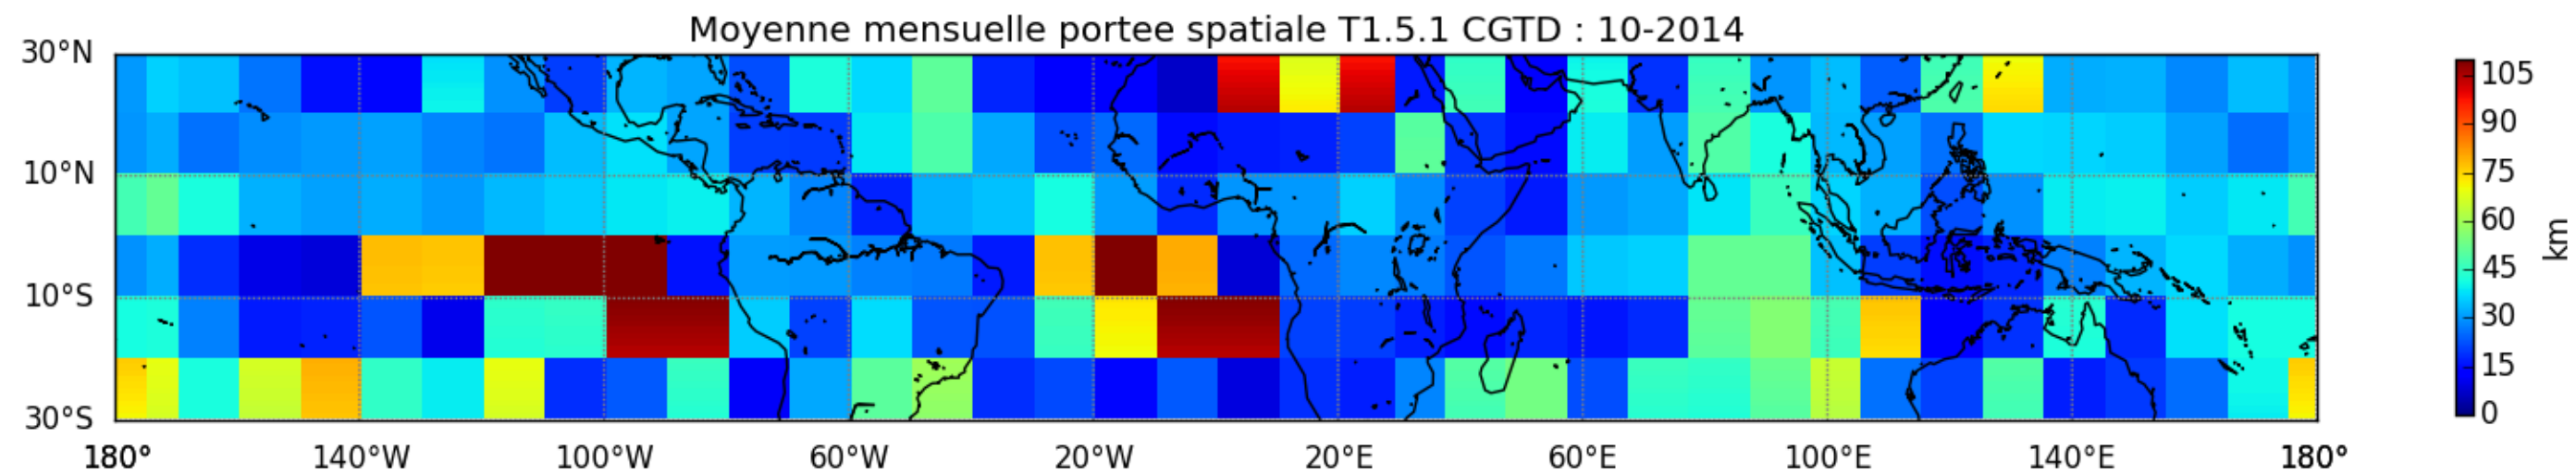 Moyenne mensuelle portee spatiale T1.5.1 CGTD : 10-2014
30°N
10°N
10°S
30°S
180° 140°W 100°W 60°W 20°W 20°E 60°E 100°E 140°E 180°
105
90
75
60
45
30
15
0
km